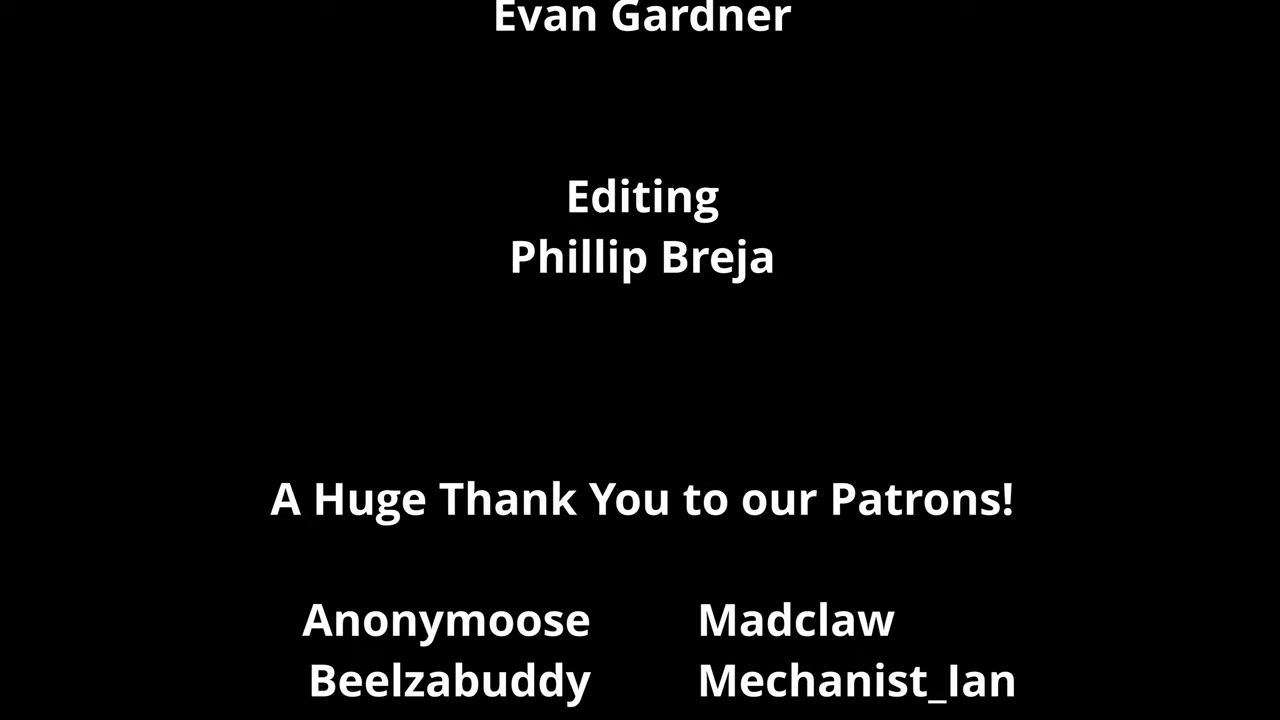 Evan Gardner
Editing
Phillip Breja
A Huge Thank You to our Patrons!
Anonymoose Madclaw
Beelzabuddy Mechanist_Ian